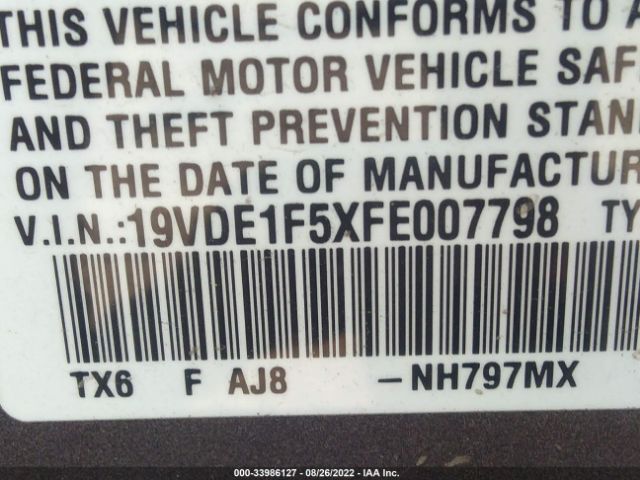 THIS VEHICLE CONFORMS TO A
FEDERAL MOTOR VEHICLE SAF
AND THEFT PREVENTION STAN
ON THE DATE OF MANUFACTUR
V.I.N.:19VDE1F5XFE007798 TY
TX6 F AJ8 -NH797MX
000-33986127 - 08/26/2022 - IAA Inc.